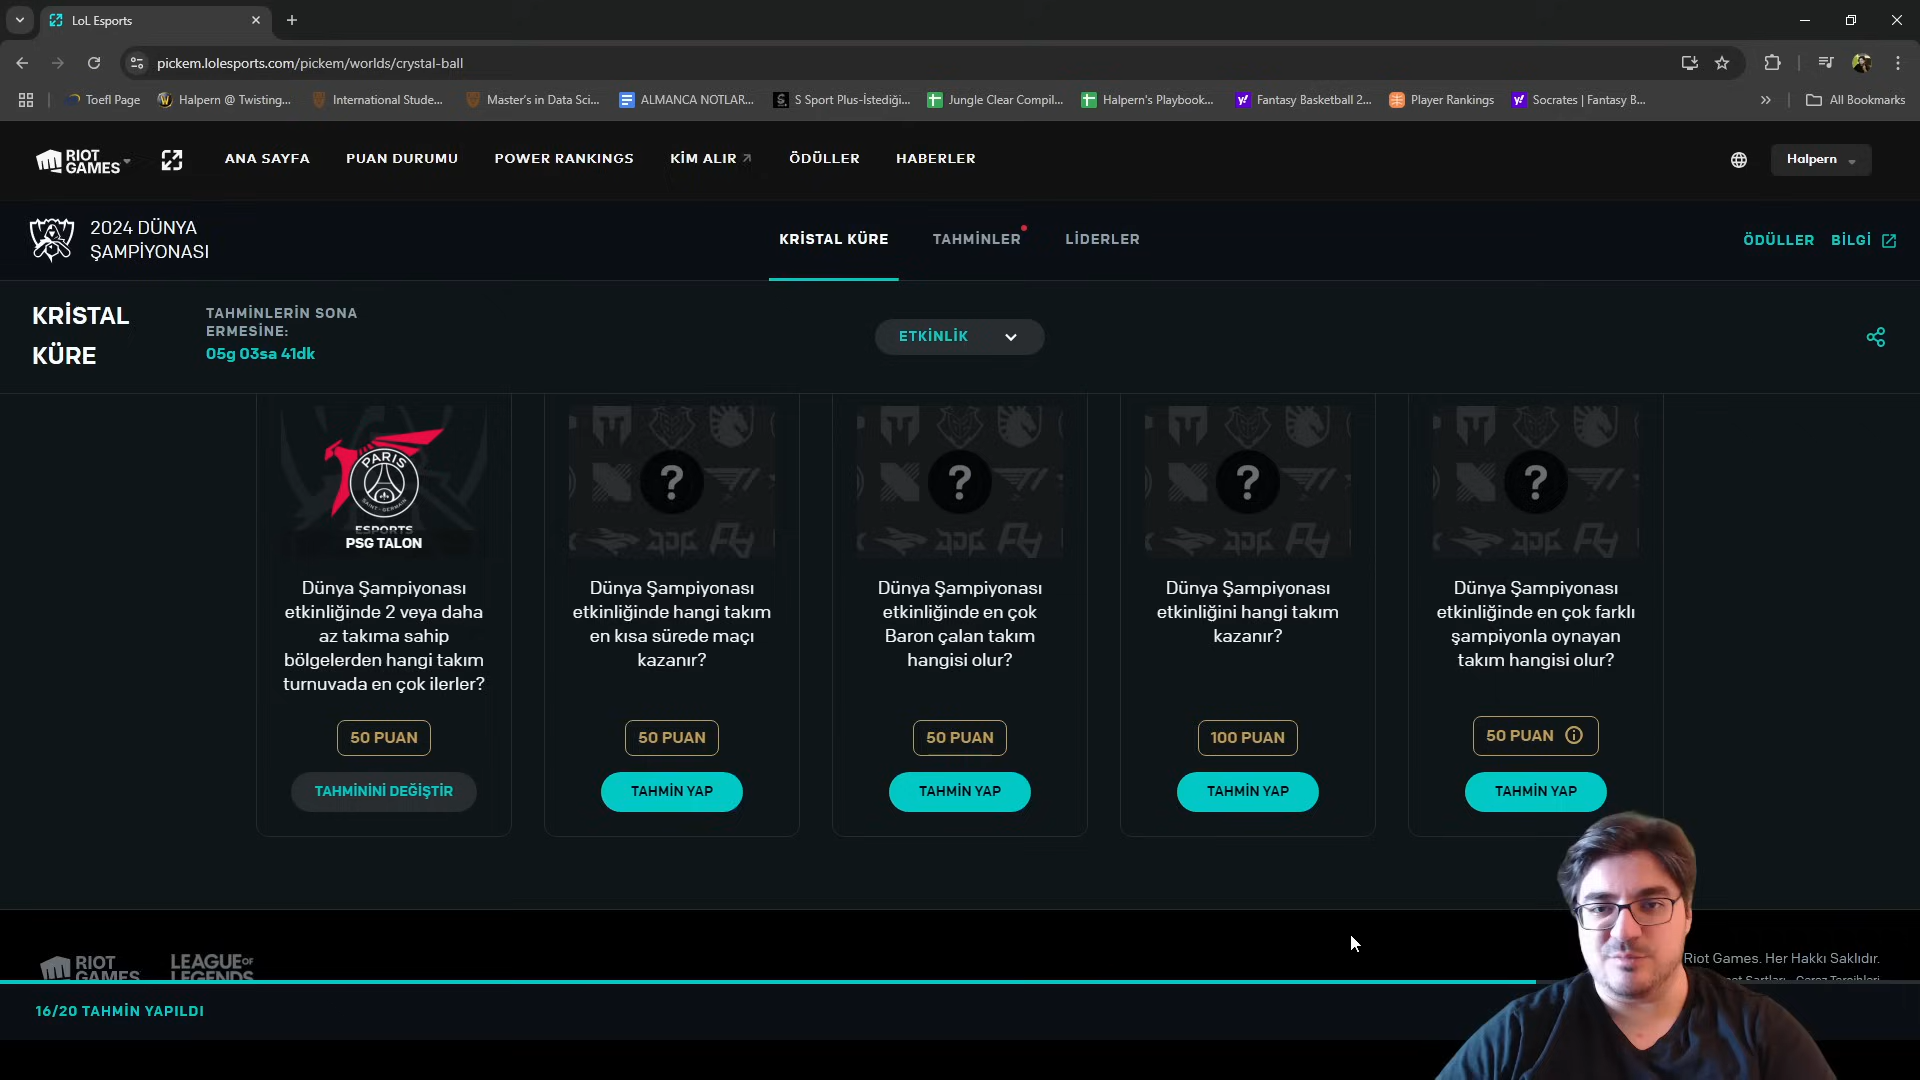 LoL Esports
pickem.lolesports.com/pickem/worlds/crystal-ball
Toefl Page
Halpern @ Twisting...
International Stude...
Master's in Data Sci...
ALMANCA NOTLAR...
S Sport Plus-İstediği...
Jungle Clear Compil...
Halpern's Playbook...
Fantasy Basketball 2...
Player Rankings
Socrates | Fantasy B...
All Bookmarks
RIOT GAMES
ANA SAYFA
PUAN DURUMU
POWER RANKINGS
KİM ALIR
ÖDÜLLER
HABERLER
Halpern
2024 DÜNYA
ŞAMPİYONASI
KRİSTAL KÜRE
TAHMİNLER
LİDERLER
ÖDÜLLER
BİLGİ
KRİSTAL
KÜRE
TAHMİNLERİN SONA
ERMESİNE:
05g 03sa 41dk
ETKİNLİK
PARIS
SAINT-GERMAIN
ESPORTS
PSG TALON
Dünya Şampiyonası
etkinliğinde 2 veya daha
az takıma sahip
bölgelerden hangi takım
turnuvada en çok ilerler?
50 PUAN
TAHMİNİNİ DEĞİŞTİR
?
Dünya Şampiyonası
etkinliğinde hangi takım
en kısa sürede maçı
kazanır?
50 PUAN
TAHMİN YAP
?
Dünya Şampiyonası
etkinliğinde en çok
Baron çalan takım
hangisi olur?
50 PUAN
TAHMİN YAP
?
Dünya Şampiyonası
etkinliğini hangi takım
kazanır?
100 PUAN
TAHMİN YAP
?
Dünya Şampiyonası
etkinliğinde en çok farklı
şampiyonla oynayan
takım hangisi olur?
50 PUAN
TAHMİN YAP
RIOT
GAMES
LEAGUE OF
LEGENDS
Riot Games. Her Hakkı Saklıdır.
Şartları Çerez Tercihleri
16/20 TAHMİN YAPILDI